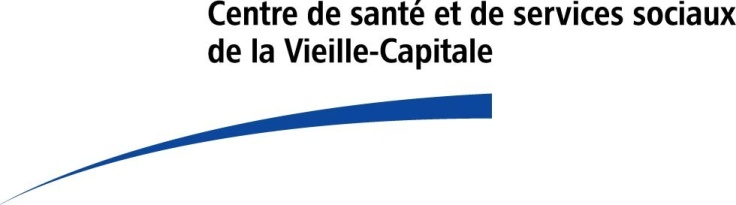 Centre de santé et de services sociaux
de la Vieille-Capitale